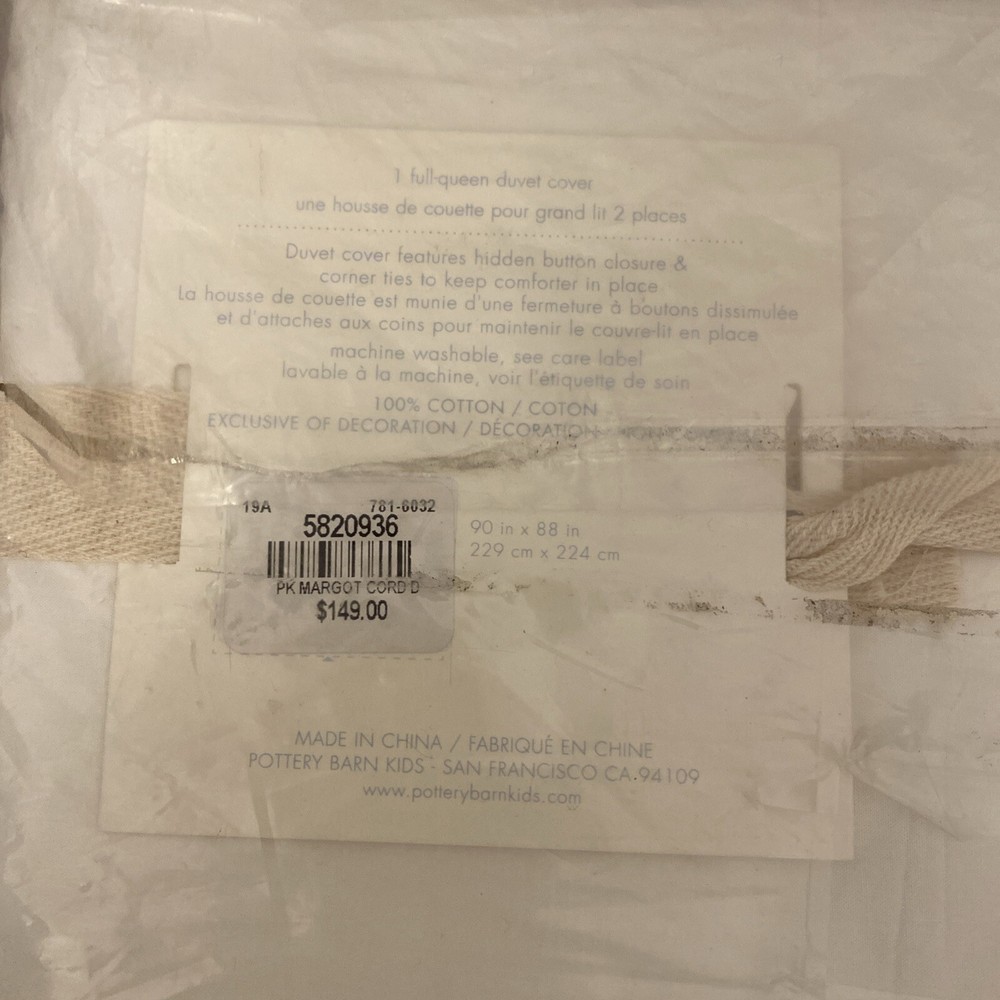 1 full-queen duvet cover
une housse de couette pour grand lit 2 places
Duvet cover features hidden button closure &
corner ties to keep comforter in place
La housse de couette est munie d'une fermeture à boutons dissimulée
et d'attaches aux coins pour maintenir le couvre-lit en place
machine washable, see care label
lavable à la machine, voir l'étiquette de soin
100% COTTON / COTON
EXCLUSIVE OF DECORATION / DÉCORATION
19A 781-6032
5820936
PK MARGOT CORD D
$149.00
90 in x 88 in
229 cm x 224 cm
MADE IN CHINA / FABRIQUÉ EN CHINE
POTTERY BARN KIDS - SAN FRANCISCO CA 94109
www.potterybarnkids.com